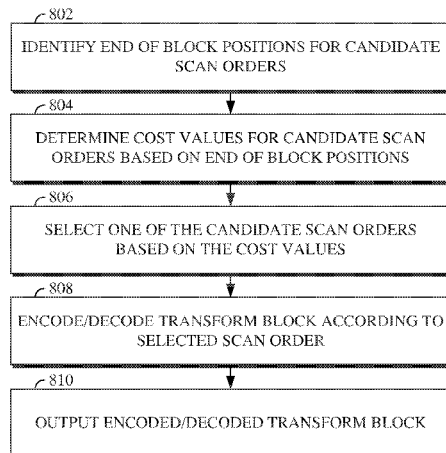 802
IDENTIFY END OF BLOCK POSITIONS FOR CANDIDATE
SCAN ORDERS
804
DETERMINE COST VALUES FOR CANDIDATE SCAN
ORDERS BASED ON END OF BLOCK POSITIONS
806
SELECT ONE OF THE CANDIDATE SCAN ORDERS
BASED ON THE COST VALUES
808
ENCODE/DECODE TRANSFORM BLOCK ACCORDING TO
SELECTED SCAN ORDER
810
OUTPUT ENCODED/DECODED TRANSFORM BLOCK